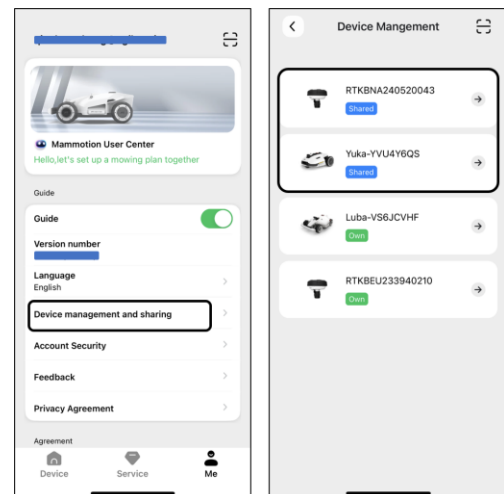 Mammotion User Center
Hello,let's set up a mowing plan together
Guide
Guide
Version number
Language
English
Device management and sharing
Account Security
Feedback
Privacy Agreement
Agreement
Device
Service
Me
Device Mangement
RTKBNA240520043
Shared
Yuka-YVU4Y6QS
Shared
Luba-VS6JCVHF
Own
RTKBEU233940210
Own